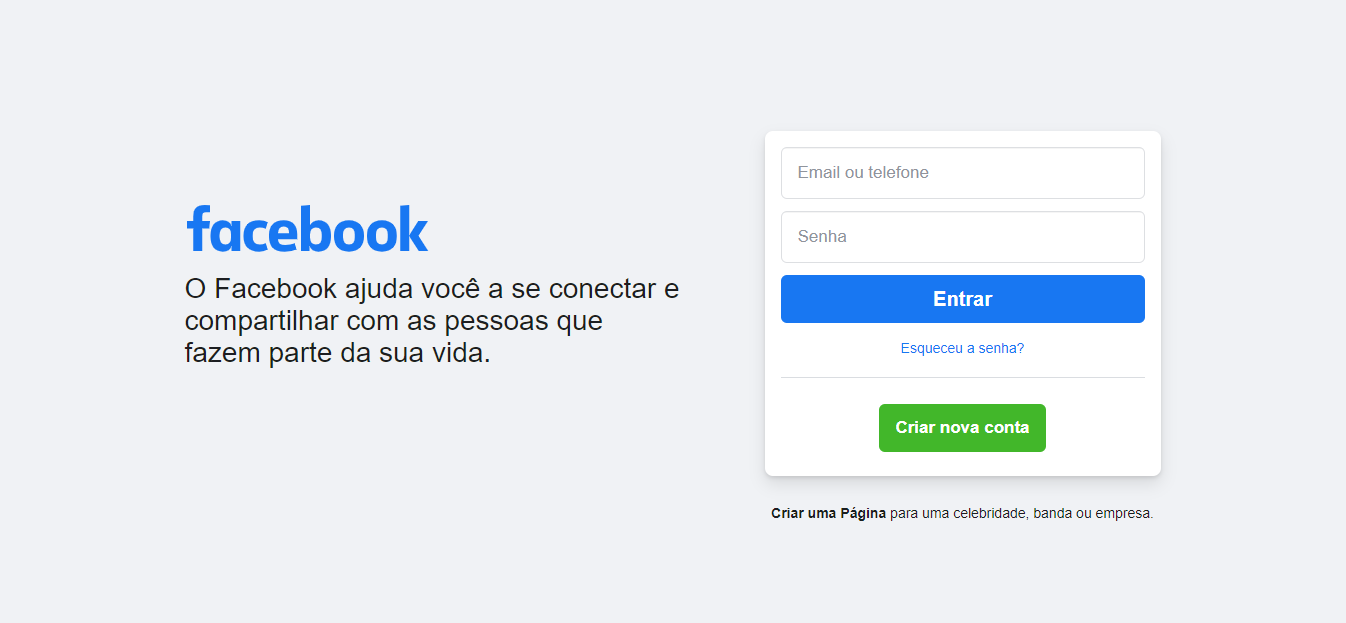 facebook
O Facebook ajuda você a se conectar e
compartilhar com as pessoas que
fazem parte da sua vida.
Email ou telefone
Senha
Entrar
Esqueceu a senha?
Criar nova conta
Criar uma Página para uma celebridade, banda ou empresa.